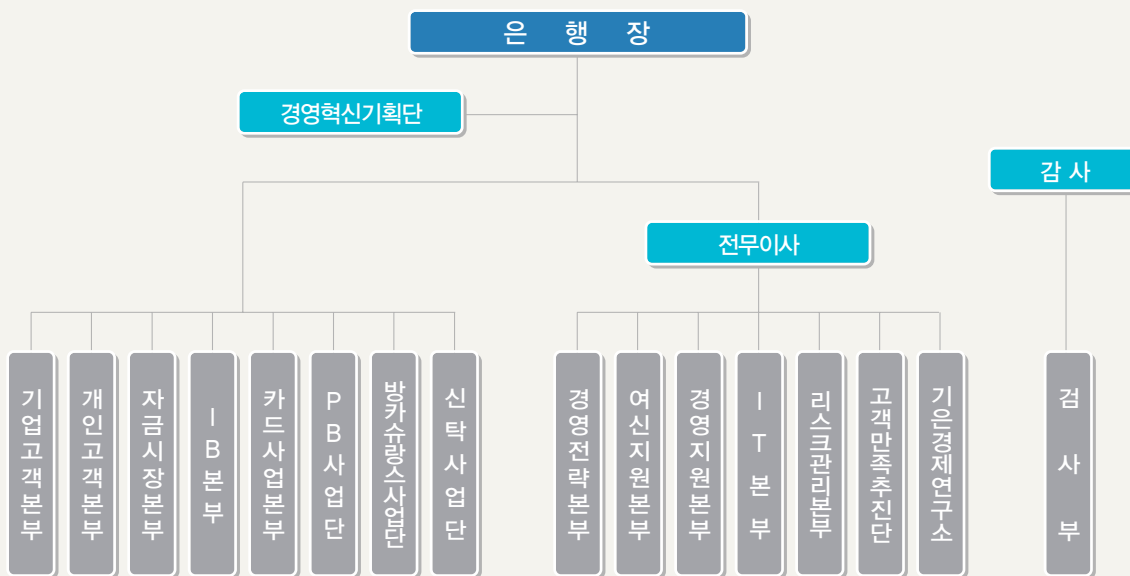 은 행 장
경영혁신기획단
감 사
전무이사
기업고객본부
개인고객본부
자금시장본부
IB본부
카드사업본부
PB사업단
방카슈랑스사업단
신탁사업단
경영전략본부
여신지원본부
경영지원본부
IT본부
리스크관리본부
고객만족추진단
기은경제연구소
검사부